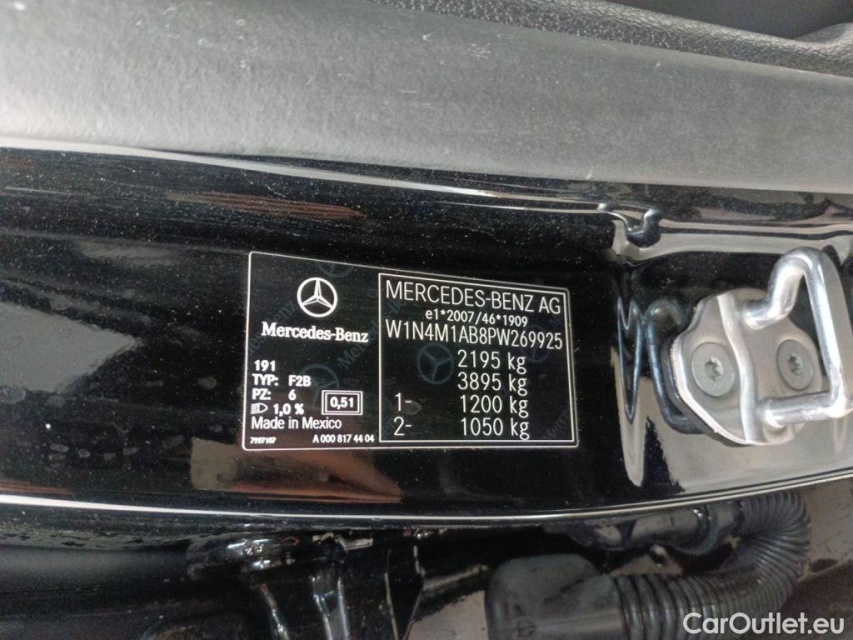 Mercedes-Benz
191
TYP: F2B
PZ: 6
1,0 %
0,51
Made in Mexico
7997107
A 000 817 44 04
MERCEDES-BENZ AG
e1*2007/46*1909
W1N4M1AB8PW269925
2195 kg
3895 kg
1- 1200 kg
2- 1050 kg
CarOutlet.eu